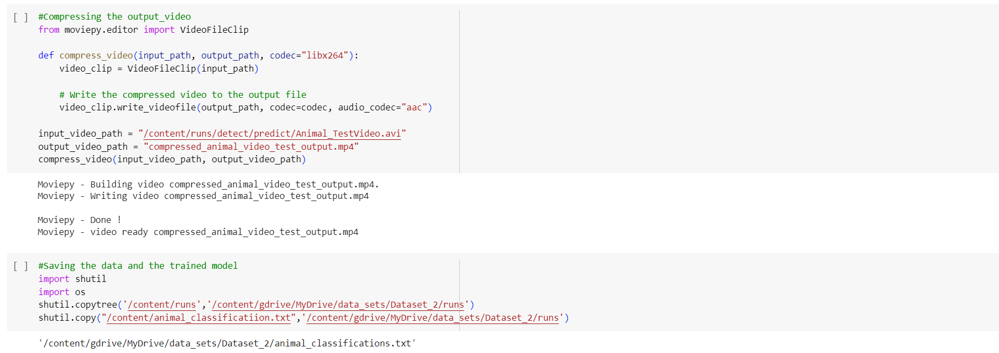 [ ] #Compressing the output_video
from moviepy.editor import VideoFileClip
def compress_video(input_path, output_path, codec="libx264"):
video_clip = VideoFileClip(input_path)
# Write the compressed video to the output file
video_clip.write_videofile(output_path, codec=codec, audio_codec="aac")
input_video_path = "/content/runs/detect/predict/Animal_TestVideo.avi"
output_video_path = "compressed_animal_video_test_output.mp4"
compress_video(input_video_path, output_video_path)
Moviepy - Building video compressed_animal_video_test_output.mp4.
Moviepy - Writing video compressed_animal_video_test_output.mp4
Moviepy - Done !
Moviepy - video ready compressed_animal_video_test_output.mp4
[ ] #Saving the data and the trained model
import shutil
import os
shutil.copytree('/content/runs','/content/gdrive/MyDrive/data_sets/Dataset_2/runs')
shutil.copy("/content/animal_classificatiion.txt",'/content/gdrive/MyDrive/data_sets/Dataset_2/runs')
'/content/gdrive/MyDrive/data_sets/Dataset_2/animal_classifications.txt'